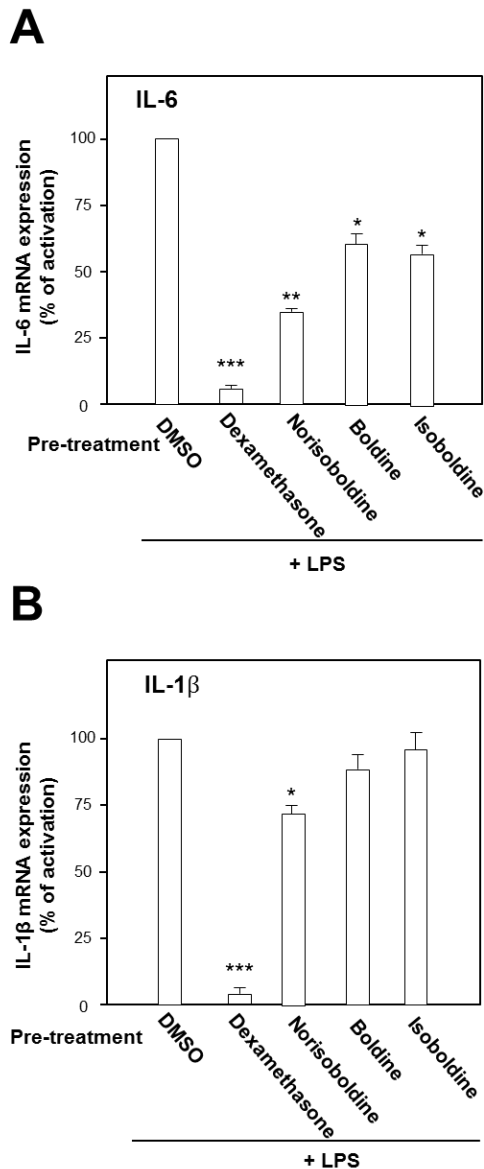 A
IL-6
IL-6 mRNA expression
(% of activation)
100
75
50
25
0
***
**
*
*
Pre-treatment
DMSO
Dexamethasone
Norisoboldine
Boldine
Isoboldine
+ LPS
B
IL-1β
IL-1β mRNA expression
(% of activation)
100
75
50
25
0
***
*
Pre-treatment
DMSO
Dexamethasone
Norisoboldine
Boldine
Isoboldine
+ LPS